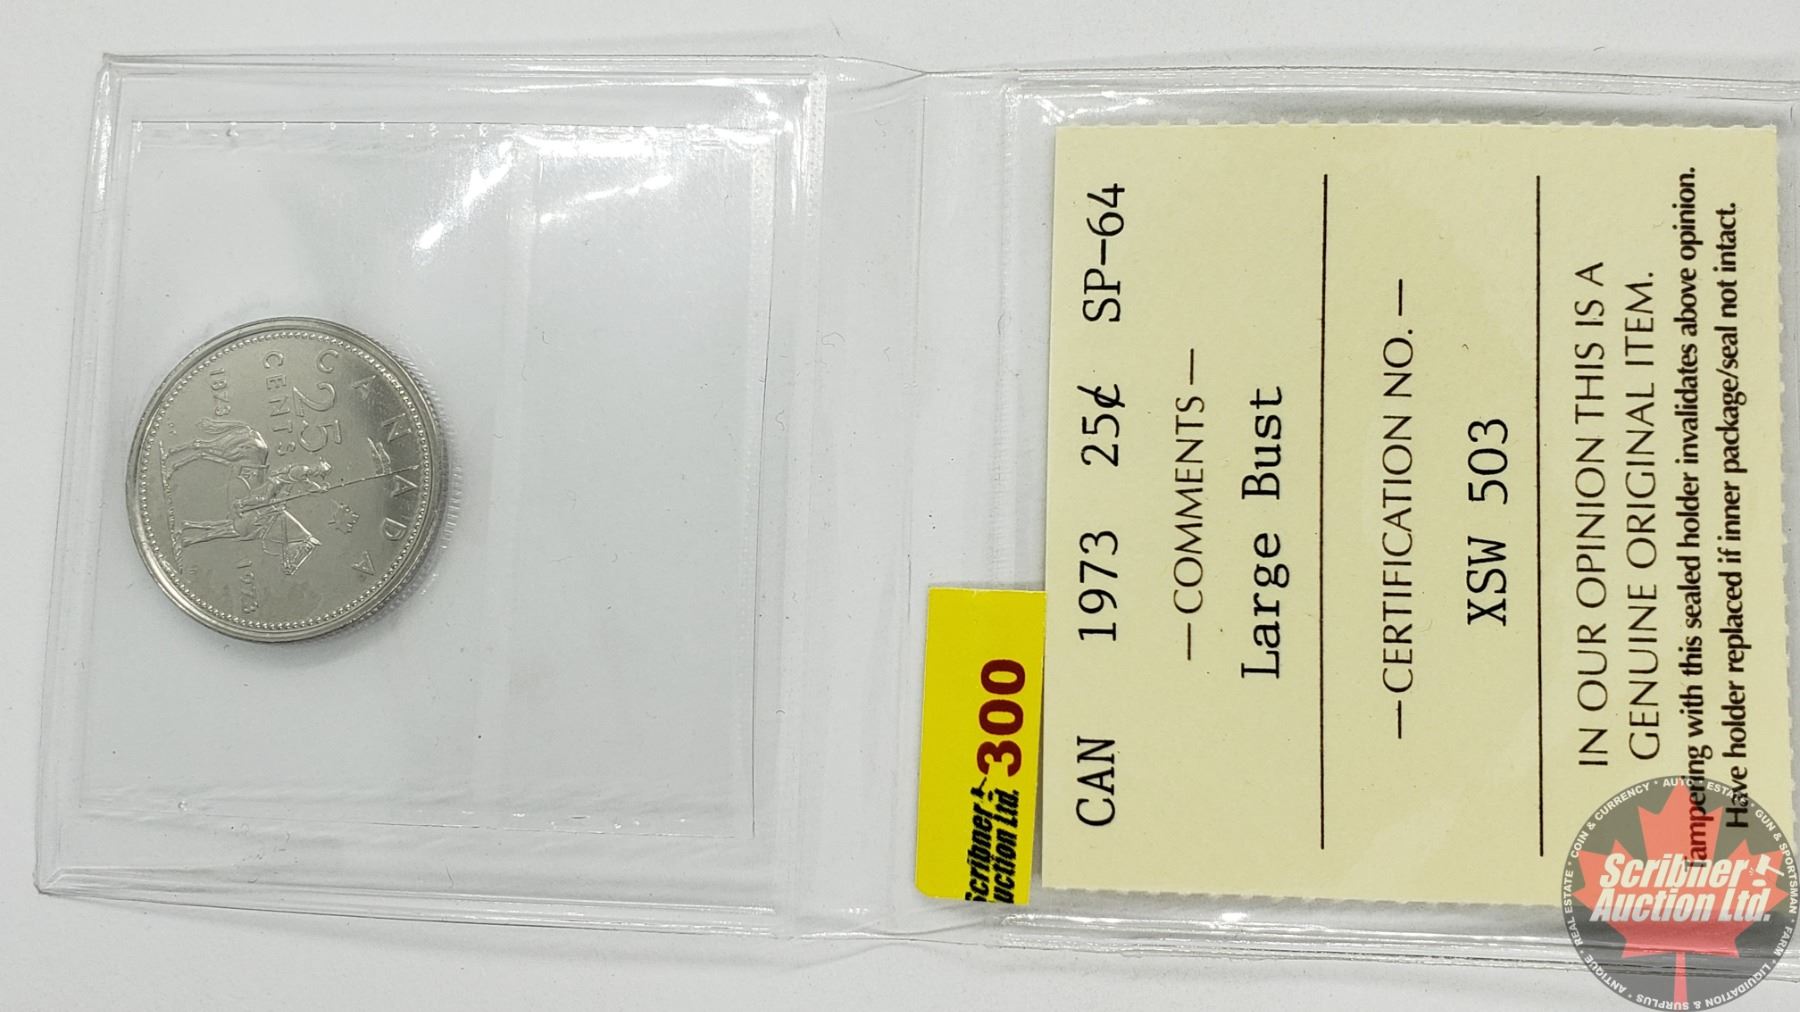 CANADA
25
CENTS
1873 1973
CAN 1973 25¢ SP-64
—COMMENTS—
Large Bust
—CERTIFICATION NO.—
XSW 503
IN OUR OPINION THIS IS A
GENUINE ORIGINAL ITEM.
Tampering with this sealed holder invalidates above opinion.
Have holder replaced if inner package/seal not intact.
Scribner
Auction Ltd.
300
COIN & CURRENCY * AUTO * ESTATE * GUN & SPORTSMAN * FARM * LIQUIDATION & SURPLUS * ANTIQUE * REAL ESTATE *
Scribner
Auction Ltd.